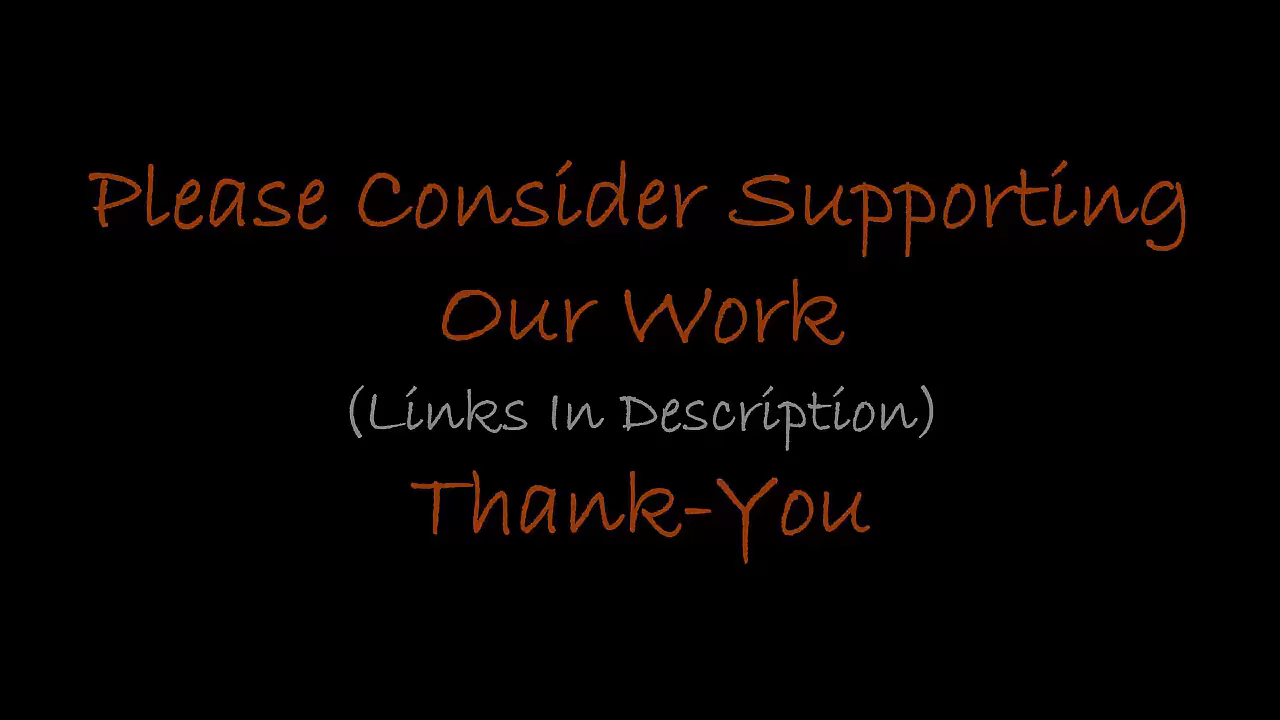 Please Consider Supporting
Our Work
(Links In Description)
Thank-You